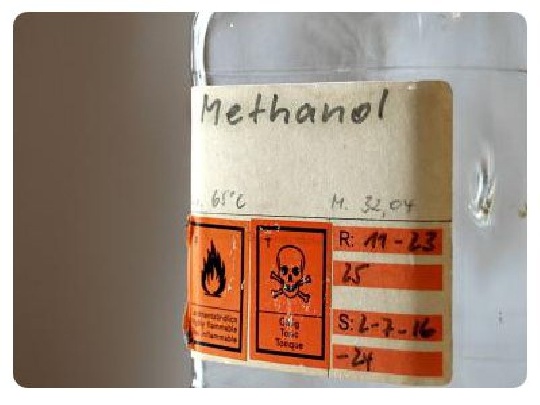 Methanol
65°C M. 32,04
T
R: 11-23
25
Giftig
Toxic
Toxique
S: 2-7-16
-24